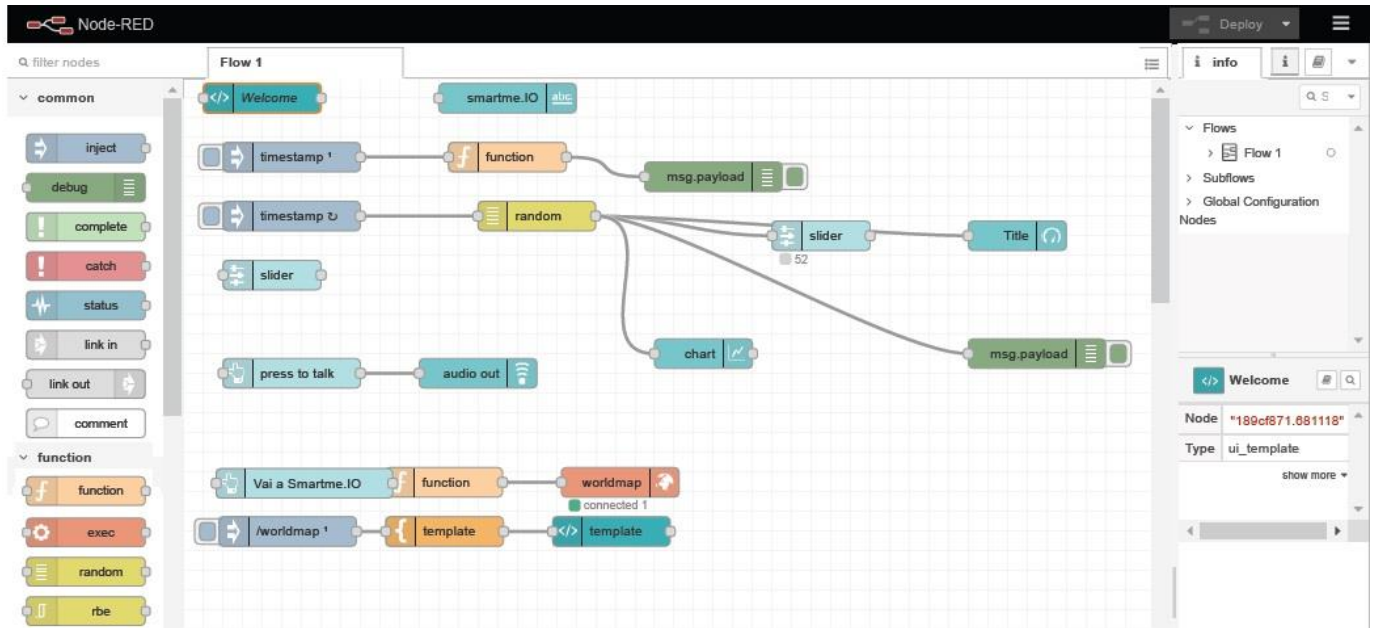 Node-RED
Deploy
filter nodes
Flow 1
info
common
Welcome
smartme.IO
abc
S
Flows
Flow 1
Subflows
Global Configuration
Nodes
inject
timestamp ¹
function
msg.payload
debug
complete
timestamp ↻
random
slider
52
Title
catch
slider
status
link in
chart
msg.payload
link out
press to talk
audio out
Welcome
comment
Node
"189cf871.681118"
Type
ui_template
show more
function
function
Vai a Smartme.IO
function
worldmap
connected 1
exec
/worldmap ¹
template
template
random
rbe